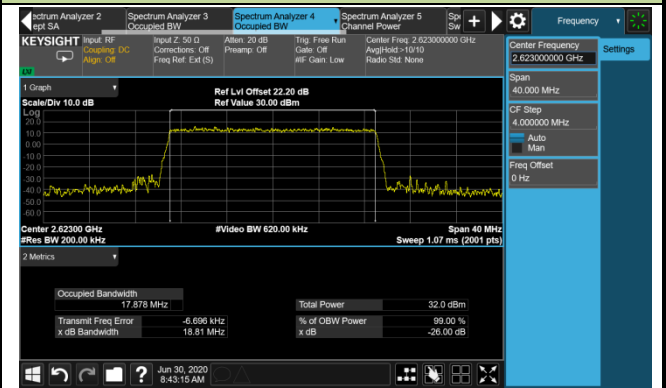 ectrum Analyzer 2
ept SA
Spectrum Analyzer 3
Occupied BW
Spectrum Analyzer 4
Occupied BW
Spectrum Analyzer 5
Channel Power
Spe
Sw
Frequency
KEYSIGHT
Input: RF
Coupling: DC
Align: Off
Input Z: 50 Ω
Corrections: Off
Freq Ref: Ext (S)
Atten: 20 dB
Preamp: Off
Trig: Free Run
Gate: Off
#IF Gain: Low
Center Freq: 2.623000000 GHz
Avg|Hold:>10/10
Radio Std: None
Center Frequency
2.623000000 GHz
Settings
Span
40.000 MHz
CF Step
4.000000 MHz
Auto
Man
Freq Offset
0 Hz
1 Graph
Scale/Div 10.0 dB
Ref Lvl Offset 22.20 dB
Ref Value 30.00 dBm
Log
20.0
10.0
0.00
-10.0
-20.0
-30.0
-40.0
-50.0
-60.0
Center 2.62300 GHz
#Res BW 200.00 kHz
#Video BW 620.00 kHz
Span 40 MHz
Sweep 1.07 ms (2001 pts)
2 Metrics
Occupied Bandwidth
17.878 MHz
Total Power 32.0 dBm
Transmit Freq Error -6.696 kHz
% of OBW Power 99.00 %
x dB Bandwidth 18.81 MHz
x dB -26.00 dB
?
Jun 30, 2020
8:43:15 AM